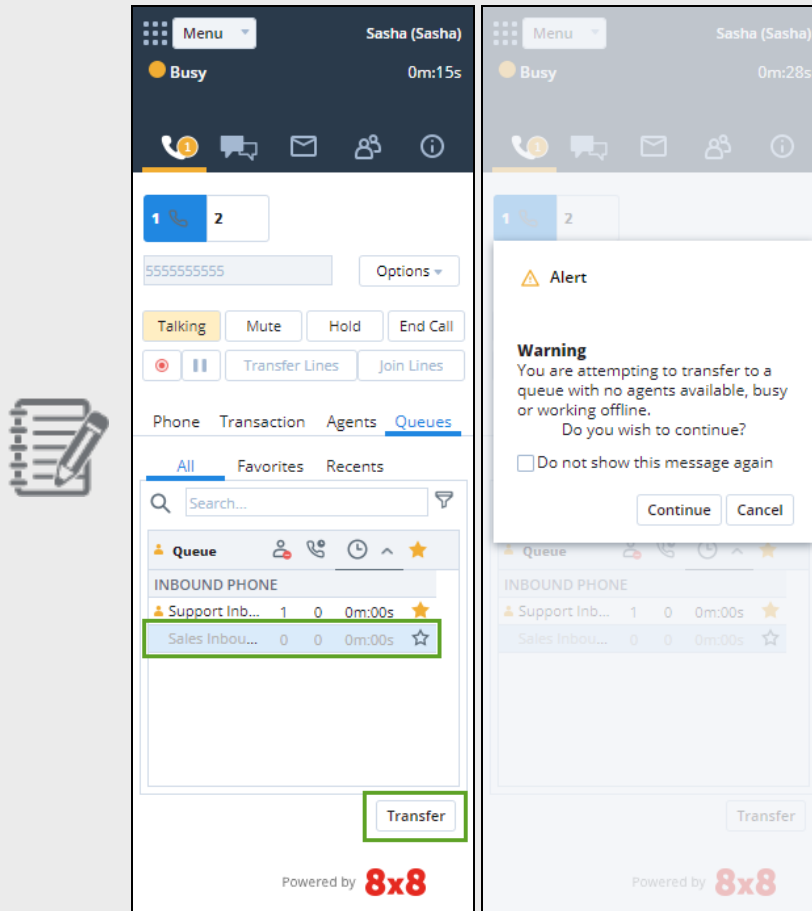 Menu
Sasha (Sasha)
Busy
0m:15s
1
1
2
5555555555
Options
Talking
Mute
Hold
End Call
Transfer Lines
Join Lines
Phone
Transaction
Agents
Queues
All
Favorites
Recents
Search...
Queue
INBOUND PHONE
Support Inb... 1 0 0m:00s
Sales Inbou... 0 0 0m:00s
Transfer
Powered by 8x8
Menu
Sasha (Sasha)
Busy
0m:28s
1
1
2
Alert
Warning
You are attempting to transfer to a
queue with no agents available, busy
or working offline.
Do you wish to continue?
Do not show this message again
Continue
Cancel
Queue
INBOUND PHONE
Support Inb... 1 0 0m:00s
Sales Inbou... 0 0 0m:00s
Transfer
Powered by 8x8